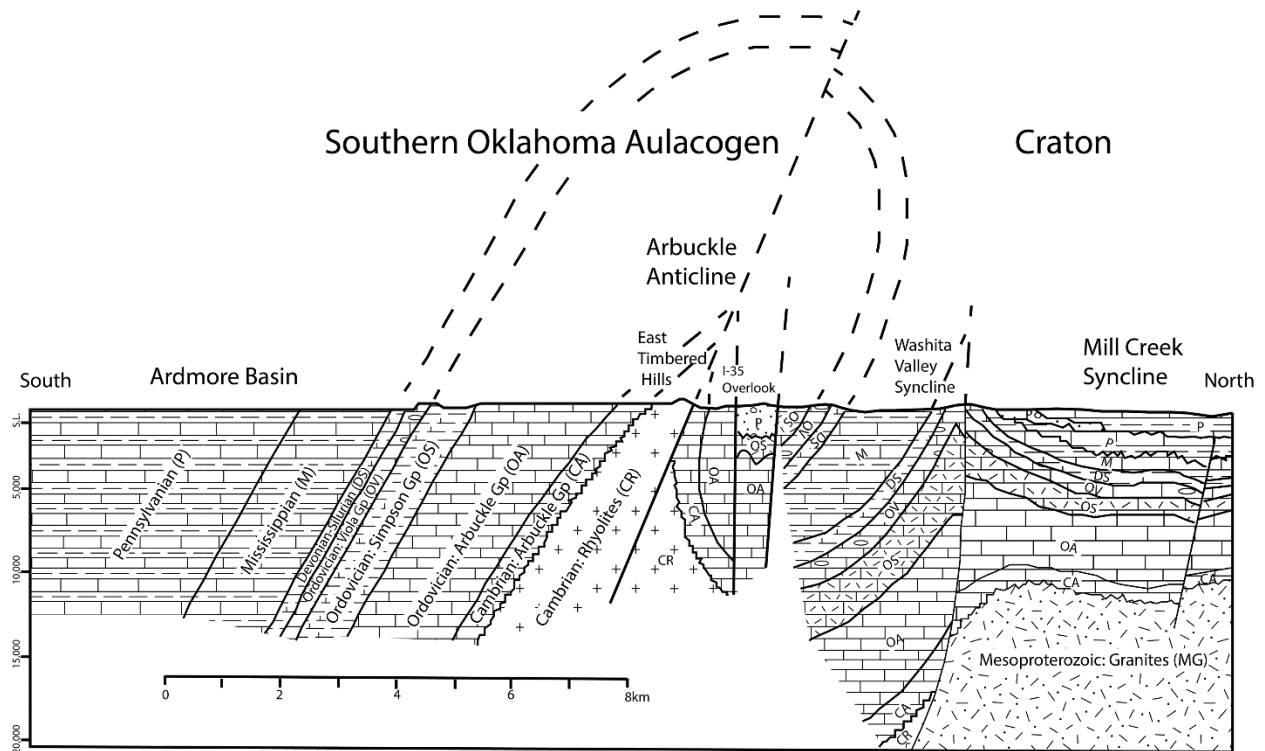 Southern Oklahoma Aulacogen
Craton
Arbuckle
Anticline
East
Timbered
Hills
I-35
Overlook
Washita
Valley
Syncline
Mill Creek
Syncline
South
Ardmore Basin
North
S.L.
5,000
10,000
15,000
20,000
Pennsylvanian (P)
Mississippian (M)
Devonian-Silurian (DS)
Ordovician: Viola Gp (OV)
Ordovician: Simpson Gp (OS)
Ordovician: Arbuckle Gp (OA)
Cambrian: Arbuckle Gp (CA)
Cambrian: Rhyolites (CR)
CR
CA
OA
P
OS
OA
OS
OV
DS
M
DS
OV
OS
OA
CA
CR
P
P
M
DS
OV
OS
OA
CA
P
CA
Mesoproterozoic: Granites (MG)
0
2
4
6
8km